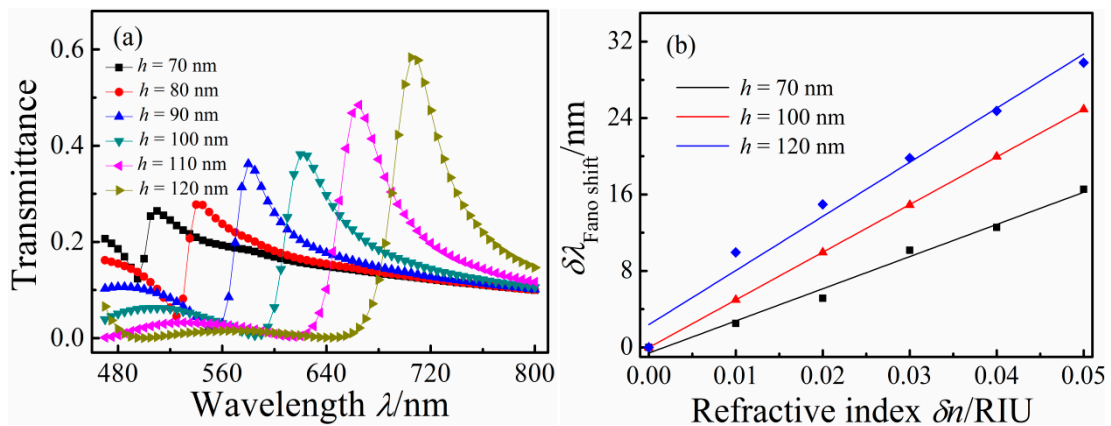 (a)
Transmittance
0.6
0.4
0.2
0.0
h = 70 nm
h = 80 nm
h = 90 nm
h = 100 nm
h = 110 nm
h = 120 nm
480 560 640 720 800
Wavelength λ/nm
(b)
δλFano shift/nm
32
24
16
8
0
h = 70 nm
h = 100 nm
h = 120 nm
0.00 0.01 0.02 0.03 0.04 0.05
Refractive index δn/RIU